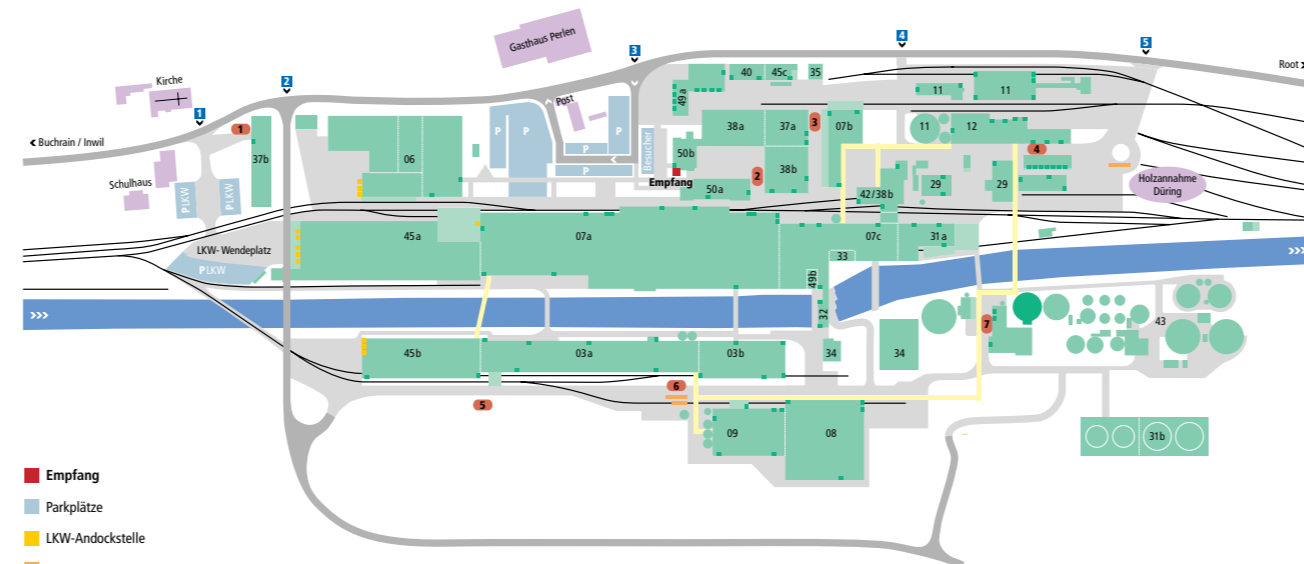 Gasthaus Perlen
3
4
5
Root >
Kirche
2
40
45c
35
49a
11
11
Post
P
P
P
1
1
37b
< Buchrain / Inwil
06
P
P
Besucher
38a
37a
3
07b
11
12
4
50b
Empfang
2
38b
50a
42/38b
29
29
Holzannahme
Düring
Schulhaus
P LKW
P LKW
LKW- Wendeplatz
P LKW
45a
07a
07c
31a
33
49b
>>>
>>>
32
7
43
45b
03a
03b
34
34
6
5
09
08
31b
Empfang
Parkplätze
LKW-Andockstelle